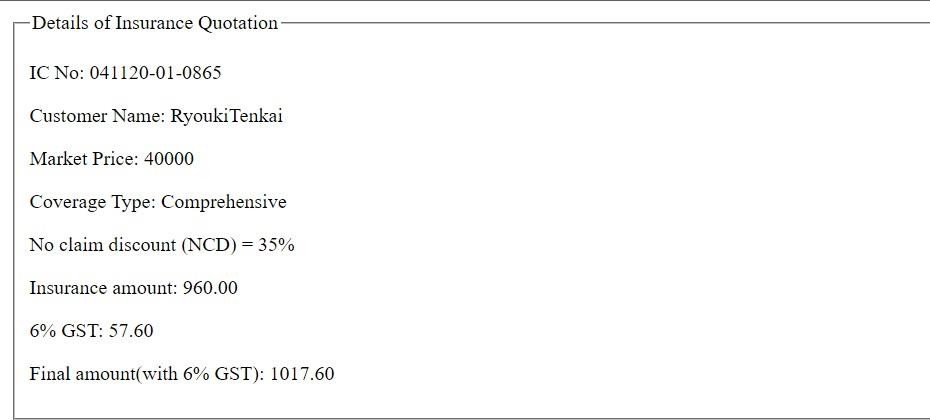 Details of Insurance Quotation
IC No: 041120-01-0865
Customer Name: RyoukiTenkai
Market Price: 40000
Coverage Type: Comprehensive
No claim discount (NCD) = 35%
Insurance amount: 960.00
6% GST: 57.60
Final amount(with 6% GST): 1017.60